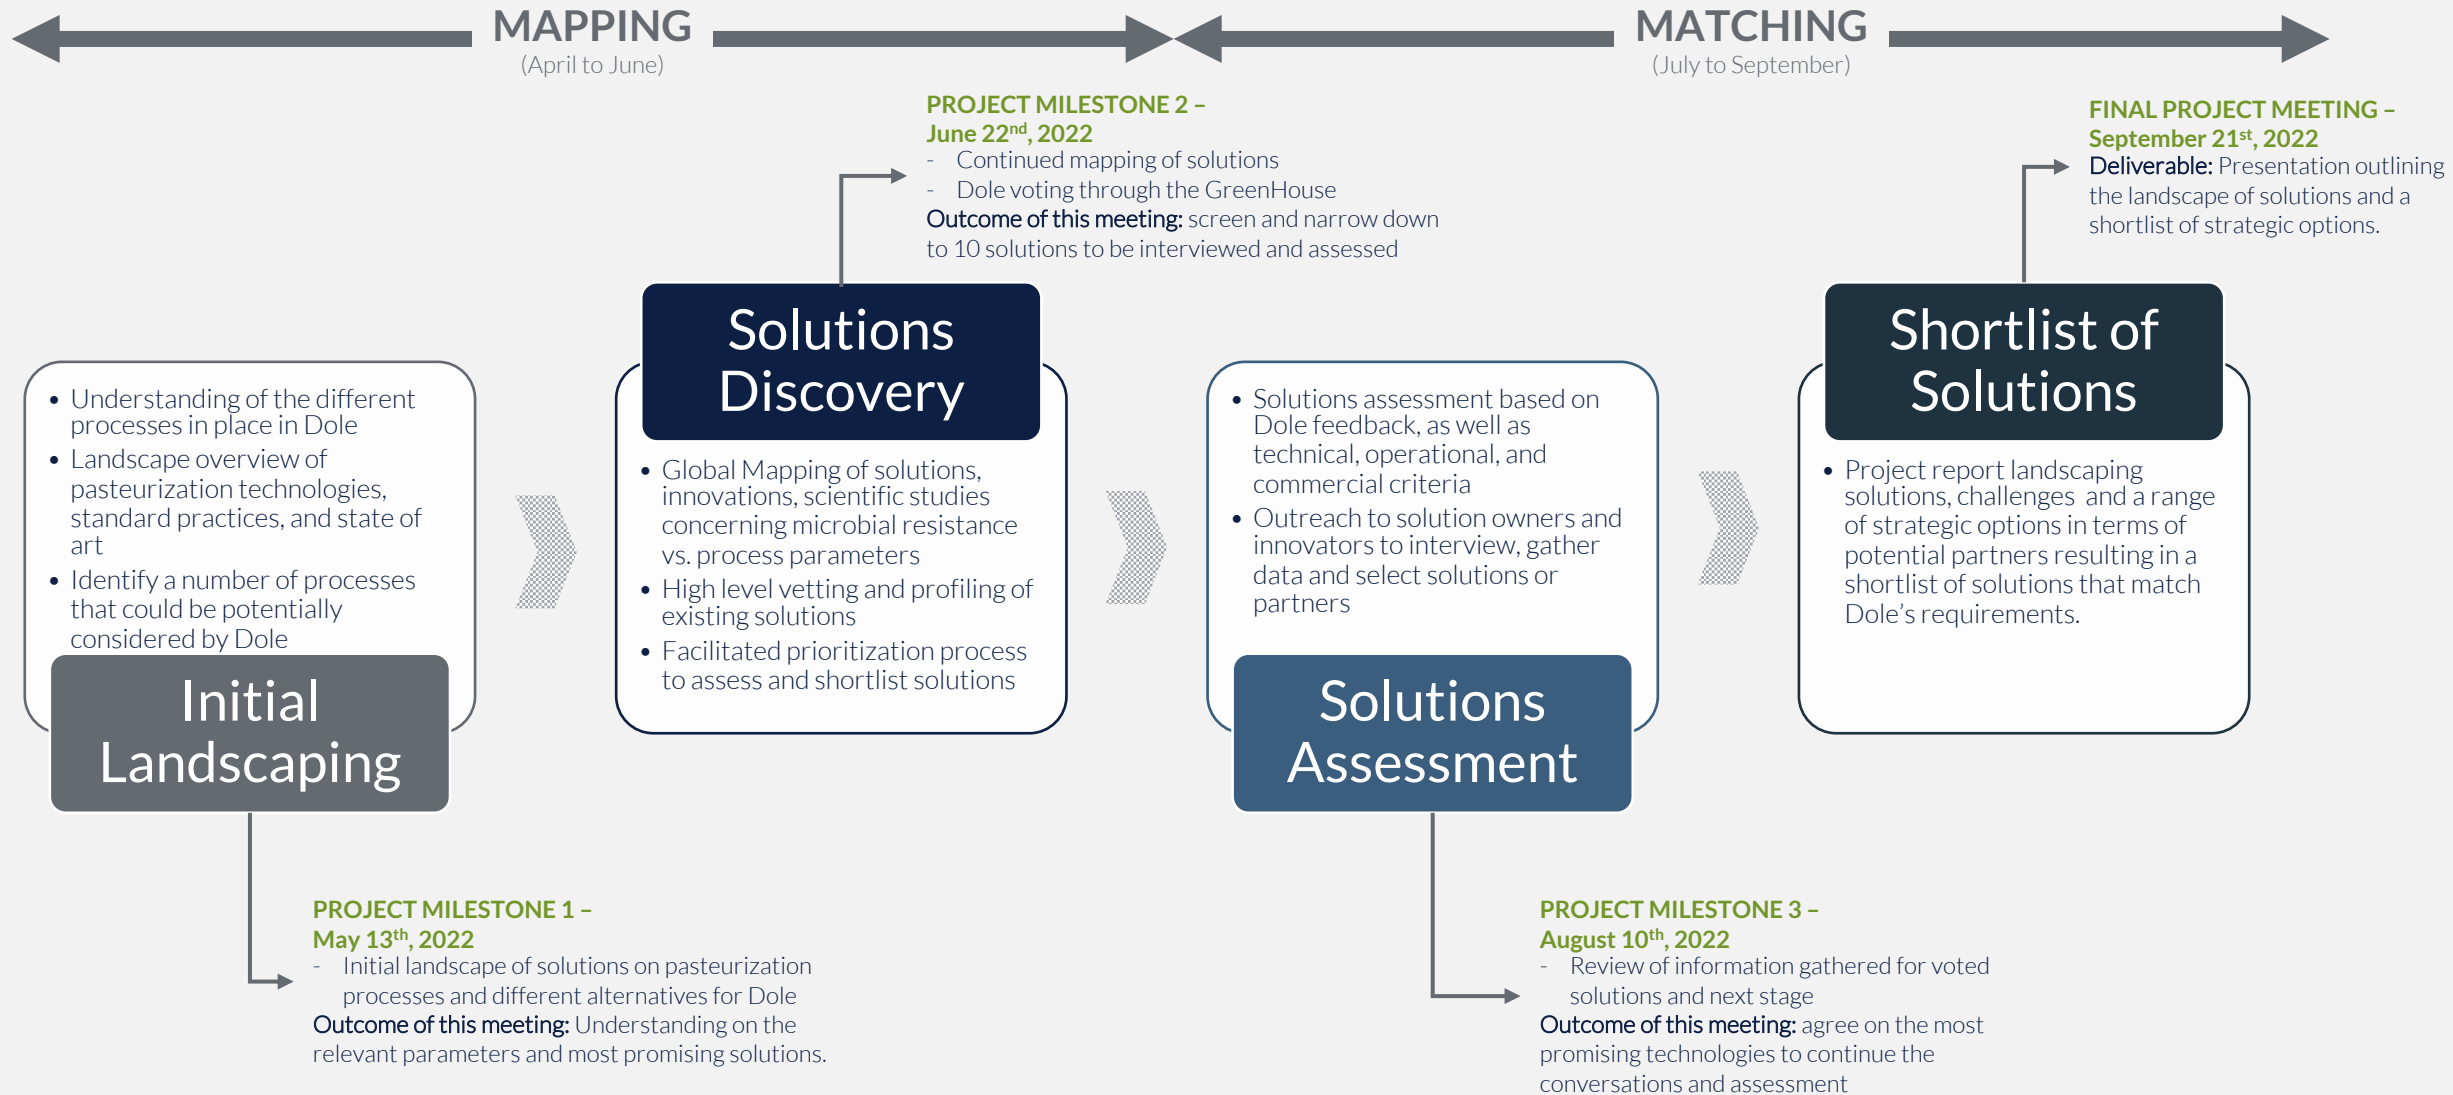 MAPPING
(April to June)
MATCHING
(July to September)
PROJECT MILESTONE 2 –
June 22nd, 2022
- Continued mapping of solutions
- Dole voting through the GreenHouse
Outcome of this meeting: screen and narrow down
to 10 solutions to be interviewed and assessed
FINAL PROJECT MEETING –
September 21st, 2022
Deliverable: Presentation outlining
the landscape of solutions and a
shortlist of strategic options.
• Understanding of the different
processes in place in Dole
• Landscape overview of
pasteurization technologies,
standard practices, and state of
art
• Identify a number of processes
that could be potentially
considered by Dole
Initial
Landscaping
Solutions
Discovery
• Global Mapping of solutions,
innovations, scientific studies
concerning microbial resistance
vs. process parameters
• High level vetting and profiling of
existing solutions
• Facilitated prioritization process
to assess and shortlist solutions
• Solutions assessment based on
Dole feedback, as well as
technical, operational, and
commercial criteria
• Outreach to solution owners and
innovators to interview, gather
data and select solutions or
partners
Solutions
Assessment
Shortlist of
Solutions
• Project report landscaping
solutions, challenges and a range
of strategic options in terms of
potential partners resulting in a
shortlist of solutions that match
Dole’s requirements.
PROJECT MILESTONE 1 –
May 13th, 2022
- Initial landscape of solutions on pasteurization
processes and different alternatives for Dole
Outcome of this meeting: Understanding on the
relevant parameters and most promising solutions.
PROJECT MILESTONE 3 –
August 10th, 2022
- Review of information gathered for voted
solutions and next stage
Outcome of this meeting: agree on the most
promising technologies to continue the
conversations and assessment